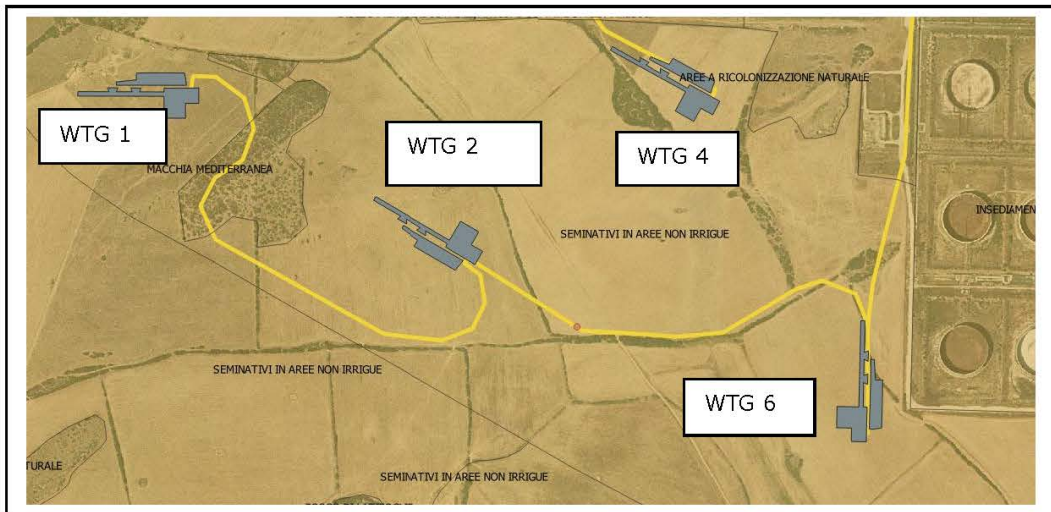 AREE A RICOLONIZZAZIONE NATURALE
WTG 1
WTG 2
WTG 4
MACCHIA MEDITERRANEA
INSEDIAMEN
SEMINATIVI IN AREE NON IRRIGUE
SEMINATIVI IN AREE NON IRRIGUE
WTG 6
TURALE
SEMINATIVI IN AREE NON IRRIGUE